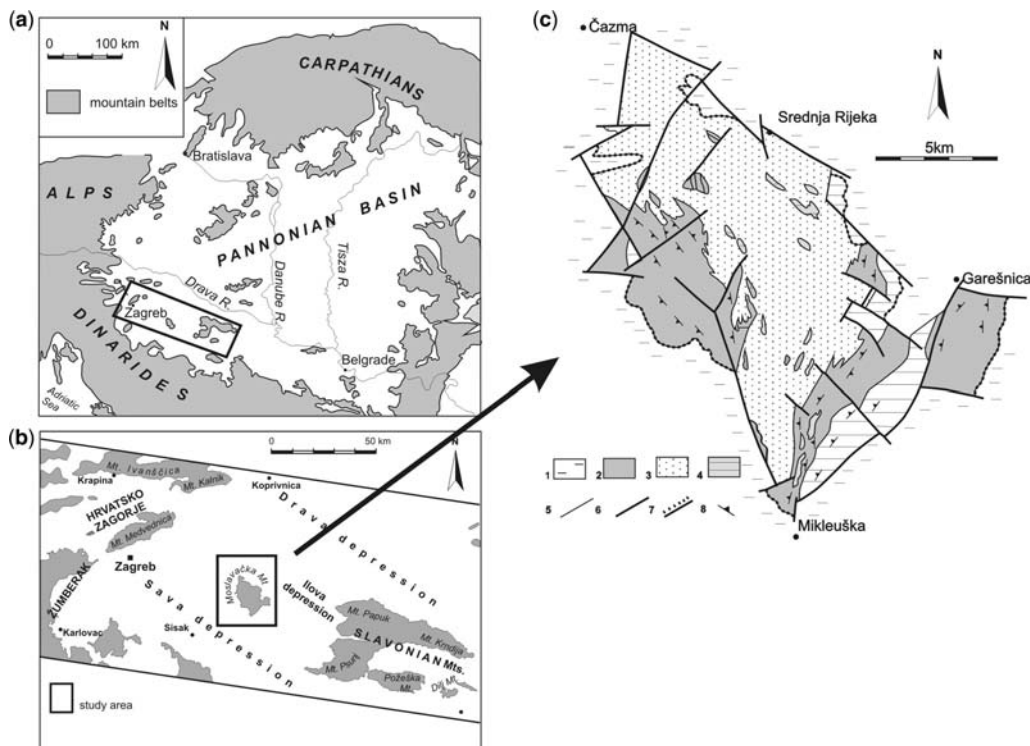 (a)
N
0 100 km
mountain belts
CARPATHIANS
Bratislava
ALPS
PANNONIAN BASIN
Tisza R.
Danube R.
Drava R.
Zagreb
DINARIDES
Belgrade
Adriatic
Sea
(b)
0 50 km
N
Mt. Ivanščica
Krapina
Mt. Kalnik
Koprivnica
HRVATSKO
ZAGORJE
Mt. Medvednica
Drava depression
Zagreb
Moslavačka Mt.
ŽUMBERAK
Sava depression
Ilova
depression
Karlovac
Sisak
Mt. Papuk
Mt. Krndija
SLAVONIAN Mts.
Mt. Psunj
Požeška
Mt.
Dilj Mt.
study area
(c)
Čazma
N
Srednja Rijeka
5km
Garešnica
1 2 3 4
5 6 7 8
Mikleuška